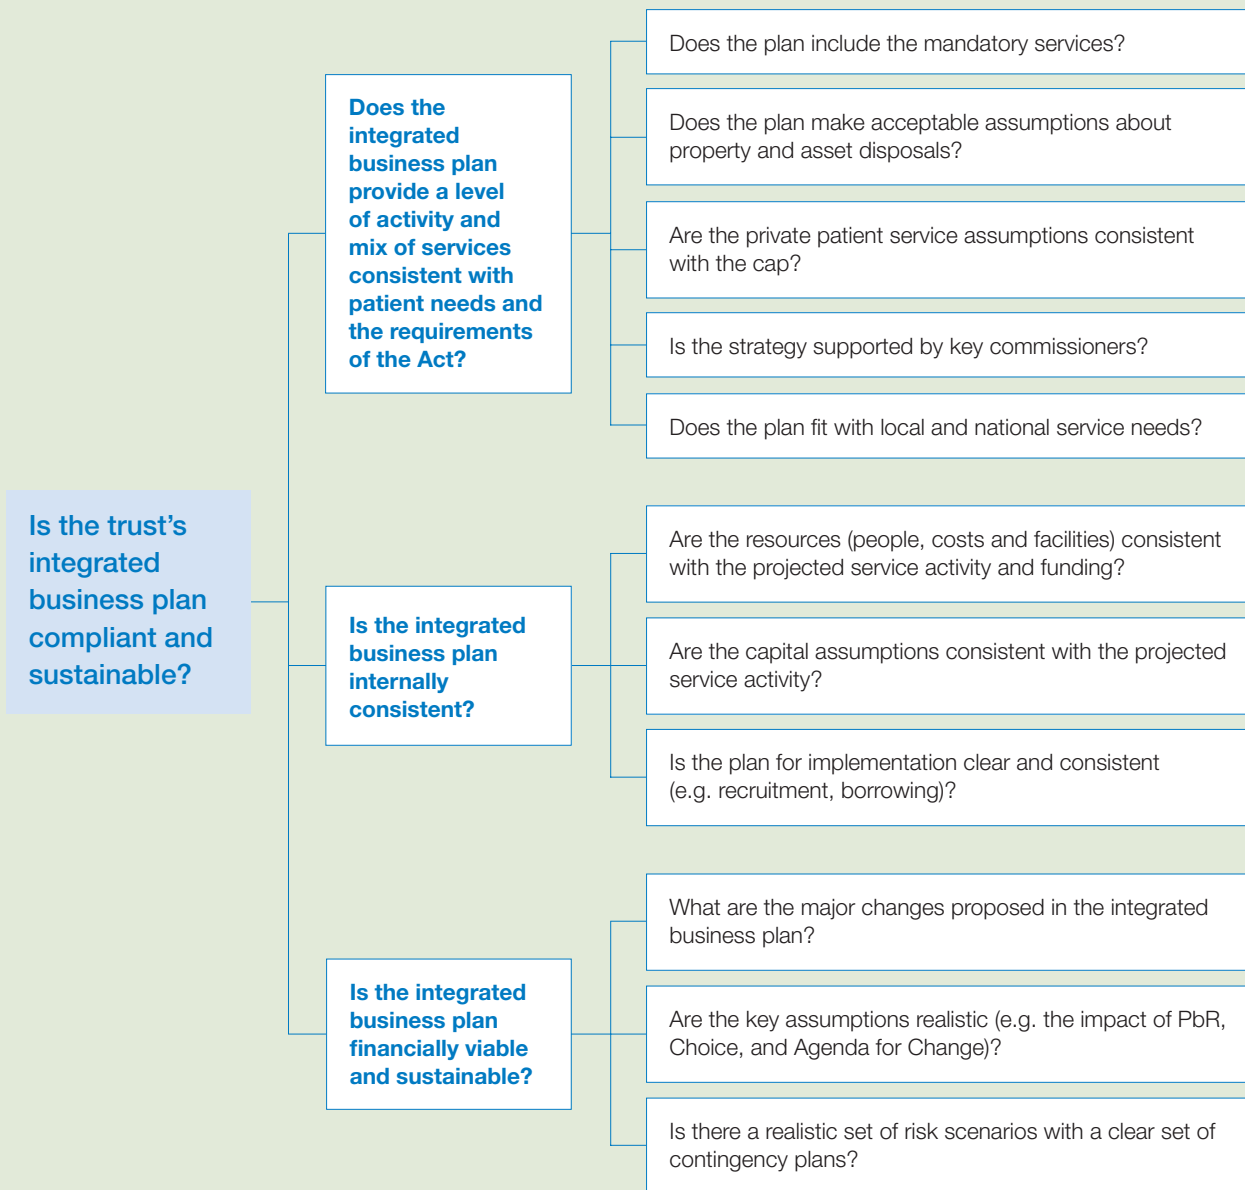 Is the trust’s
integrated
business plan
compliant and
sustainable?
Does the
integrated
business plan
provide a level
of activity and
mix of services
consistent with
patient needs and
the requirements
of the Act?
Does the plan include the mandatory services?
Does the plan make acceptable assumptions about
property and asset disposals?
Are the private patient service assumptions consistent
with the cap?
Is the strategy supported by key commissioners?
Does the plan fit with local and national service needs?
Is the integrated
business plan
internally
consistent?
Are the resources (people, costs and facilities) consistent
with the projected service activity and funding?
Are the capital assumptions consistent with the projected
service activity?
Is the plan for implementation clear and consistent
(e.g. recruitment, borrowing)?
Is the integrated
business plan
financially viable
and sustainable?
What are the major changes proposed in the integrated
business plan?
Are the key assumptions realistic (e.g. the impact of PbR,
Choice, and Agenda for Change)?
Is there a realistic set of risk scenarios with a clear set of
contingency plans?